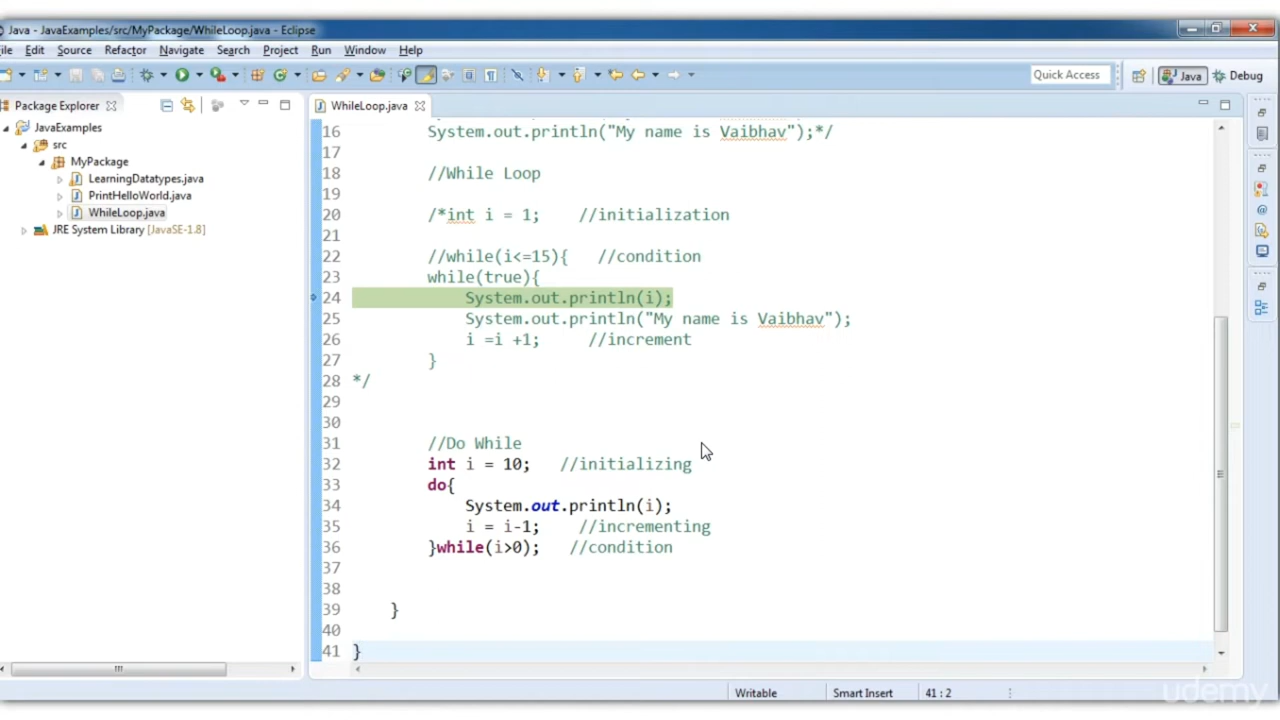 Java - JavaExamples/src/MyPackage/WhileLoop.java - Eclipse
ile Edit Source Refactor Navigate Search Project Run Window Help
Quick Access
Java
Debug
Package Explorer
WhileLoop.java
JavaExamples
src
MyPackage
LearningDatatypes.java
PrintHelloWorld.java
WhileLoop.java
JRE System Library [JavaSE-1.8]
16 System.out.println("My name is Vaibhav");*/
17
18 //While Loop
19
20 /*int i = 1; //initialization
21
22 //while(i<=15){ //condition
23 while(true){
24 System.out.println(i);
25 System.out.println("My name is Vaibhav");
26 i =i +1; //increment
27 }
28 */
29
30
31 //Do While
32 int i = 10; //initializing
33 do{
34 System.out.println(i);
35 i = i-1; //incrementing
36 }while(i>0); //condition
37
38
39 }
40
41 }
Writable
Smart Insert
41 : 2
udemy